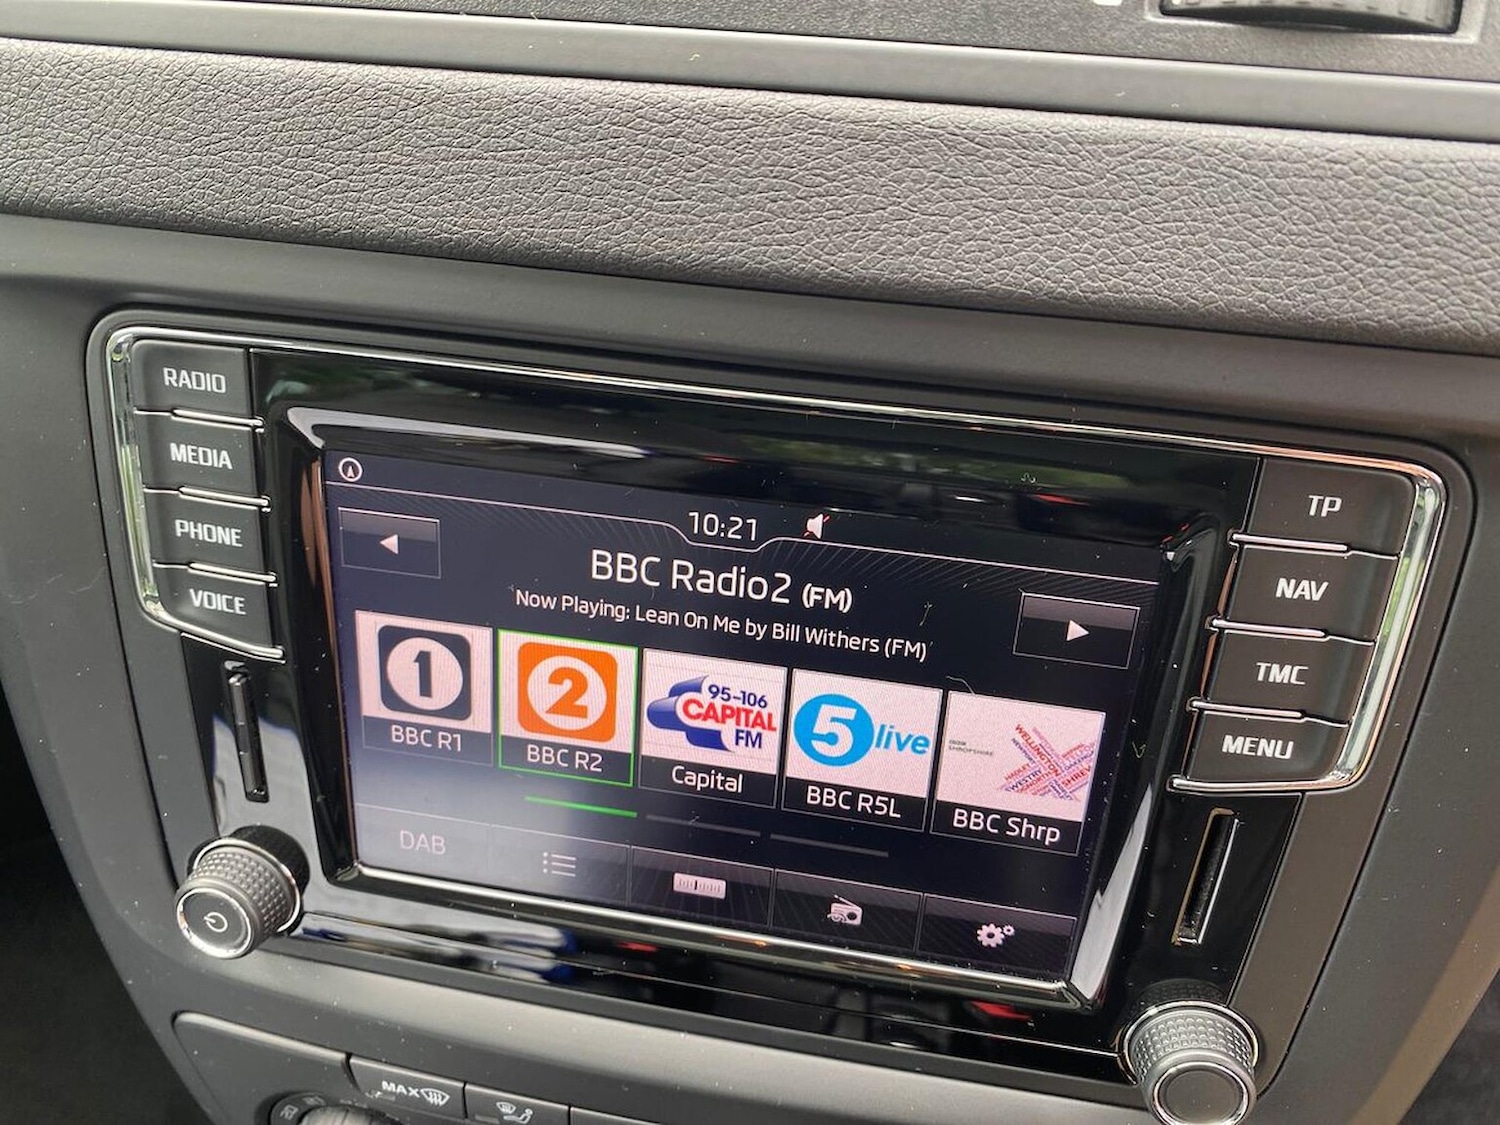 RADIO
MEDIA
PHONE
VOICE
TP
NAV
TMC
MENU
10:21
BBC Radio2 (FM)
Now Playing: Lean On Me by Bill Withers (FM)
1
BBC R1
2
BBC R2
95-106
CAPITAL
FM
Capital
5 live
BBC R5L
SHROPSHIRE
WELLINGTON
BBC Shrp
DAB
MAX